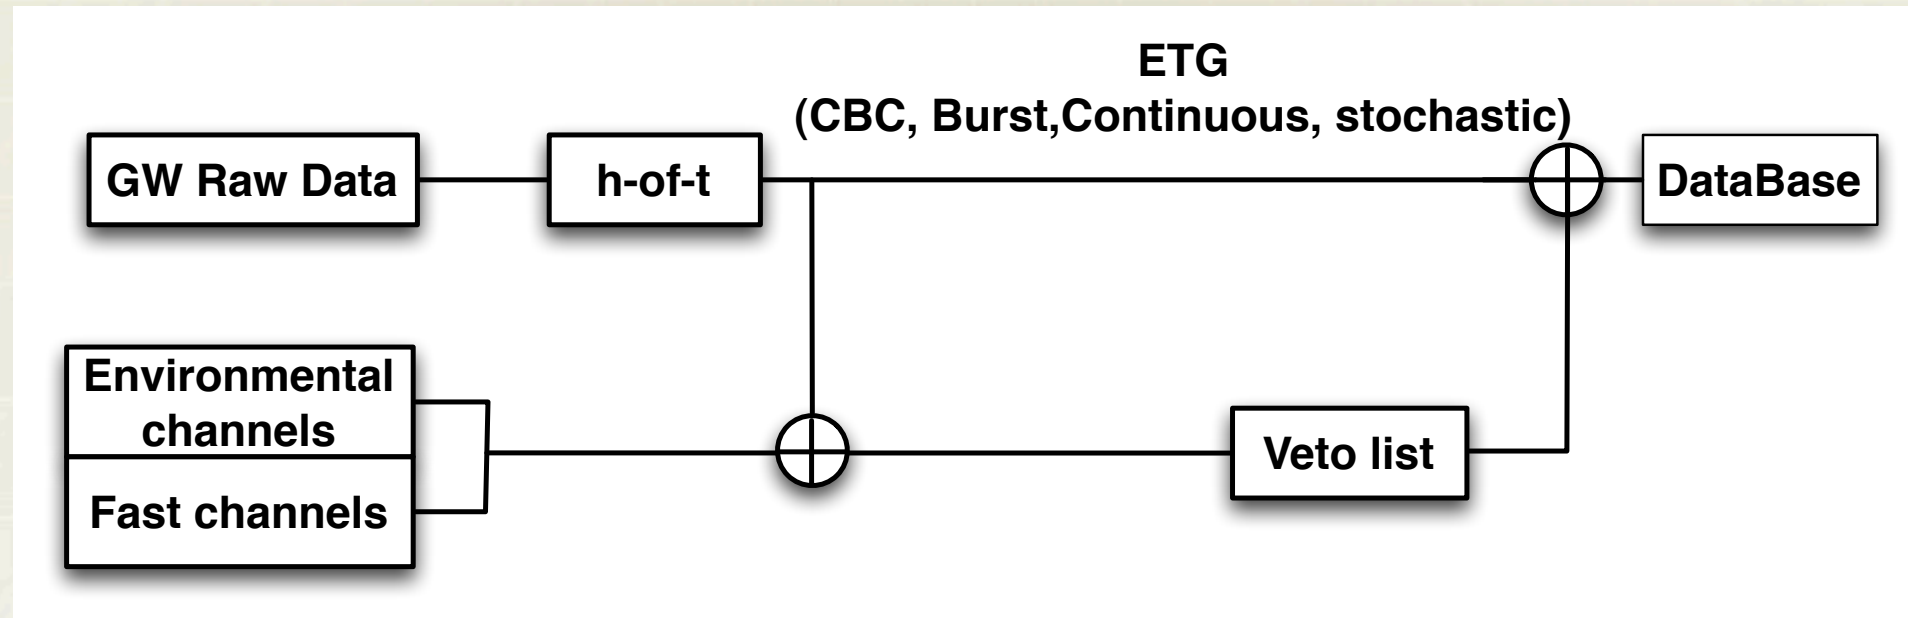 ETG
(CBC, Burst,Continuous, stochastic)
GW Raw Data
h-of-t
DataBase
Environmental
channels
Fast channels
Veto list